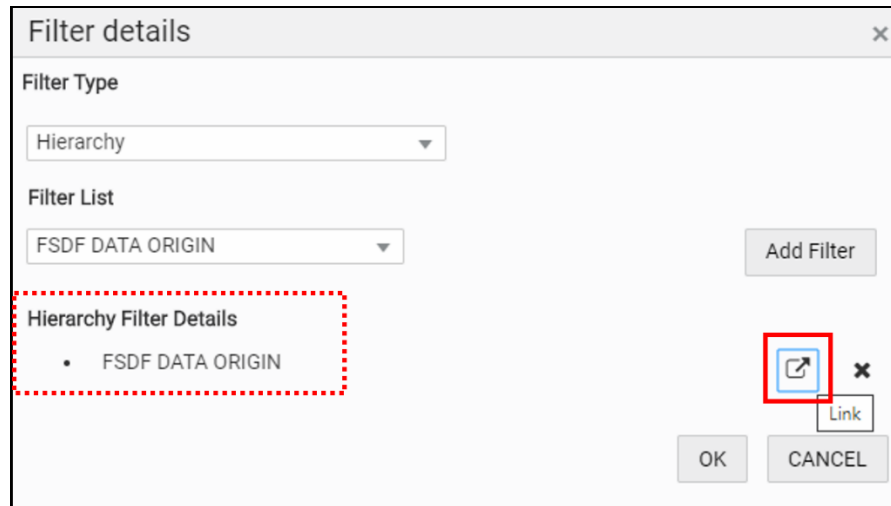 Filter details
Filter Type
Hierarchy
Filter List
FSDF DATA ORIGIN
Add Filter
Hierarchy Filter Details
• FSDF DATA ORIGIN
Link
OK
CANCEL